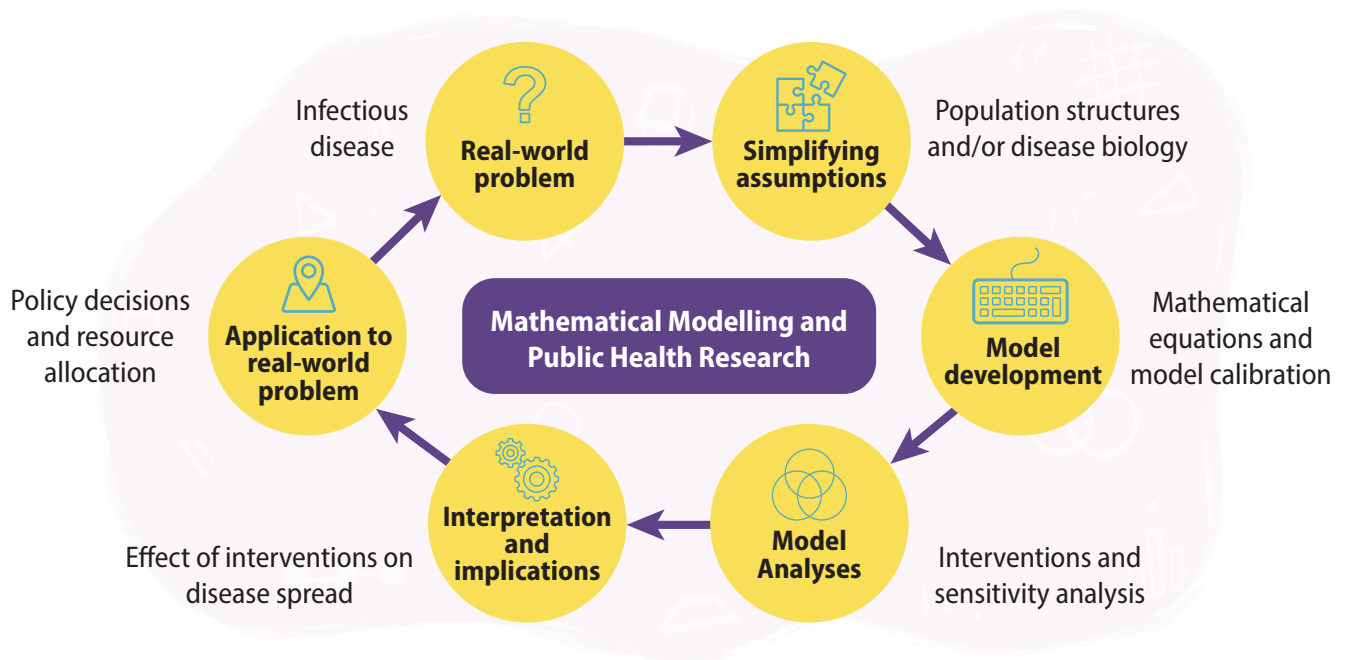 Infectious
disease
Real-world
problem
Simplifying
assumptions
Population structures
and/or disease biology
Model
development
Mathematical
equations and
model calibration
Model
Analyses
Interventions and
sensitivity analysis
Interpretation
and
implications
Effect of interventions on
disease spread
Application to
real-world
problem
Policy decisions
and resource
allocation
Mathematical Modelling and
Public Health Research